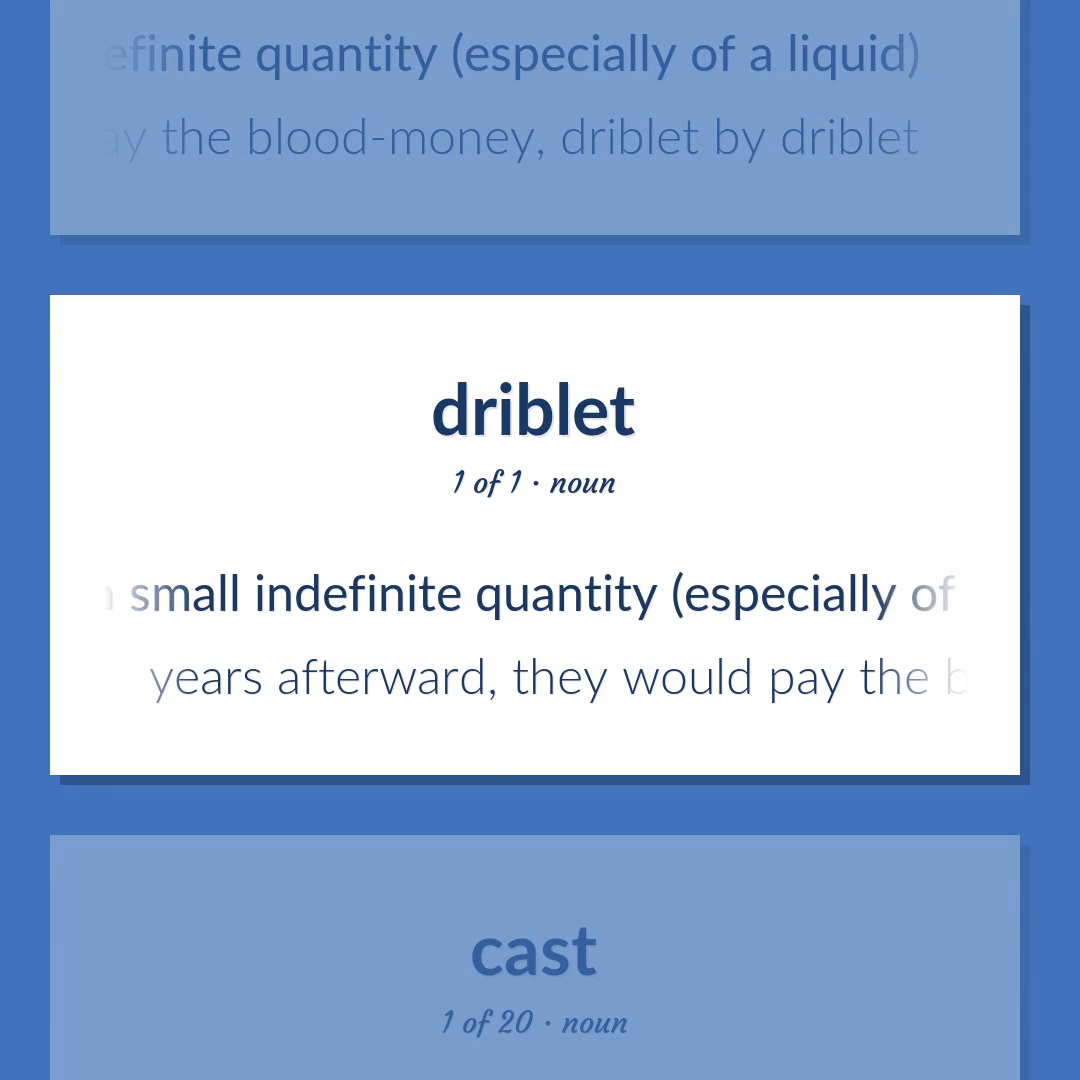 efinite quantity (especially of a liquid)
ay the blood-money, driblet by driblet
driblet
1 of 1 · noun
small indefinite quantity (especially of
years afterward, they would pay the b
cast
1 of 20 · noun